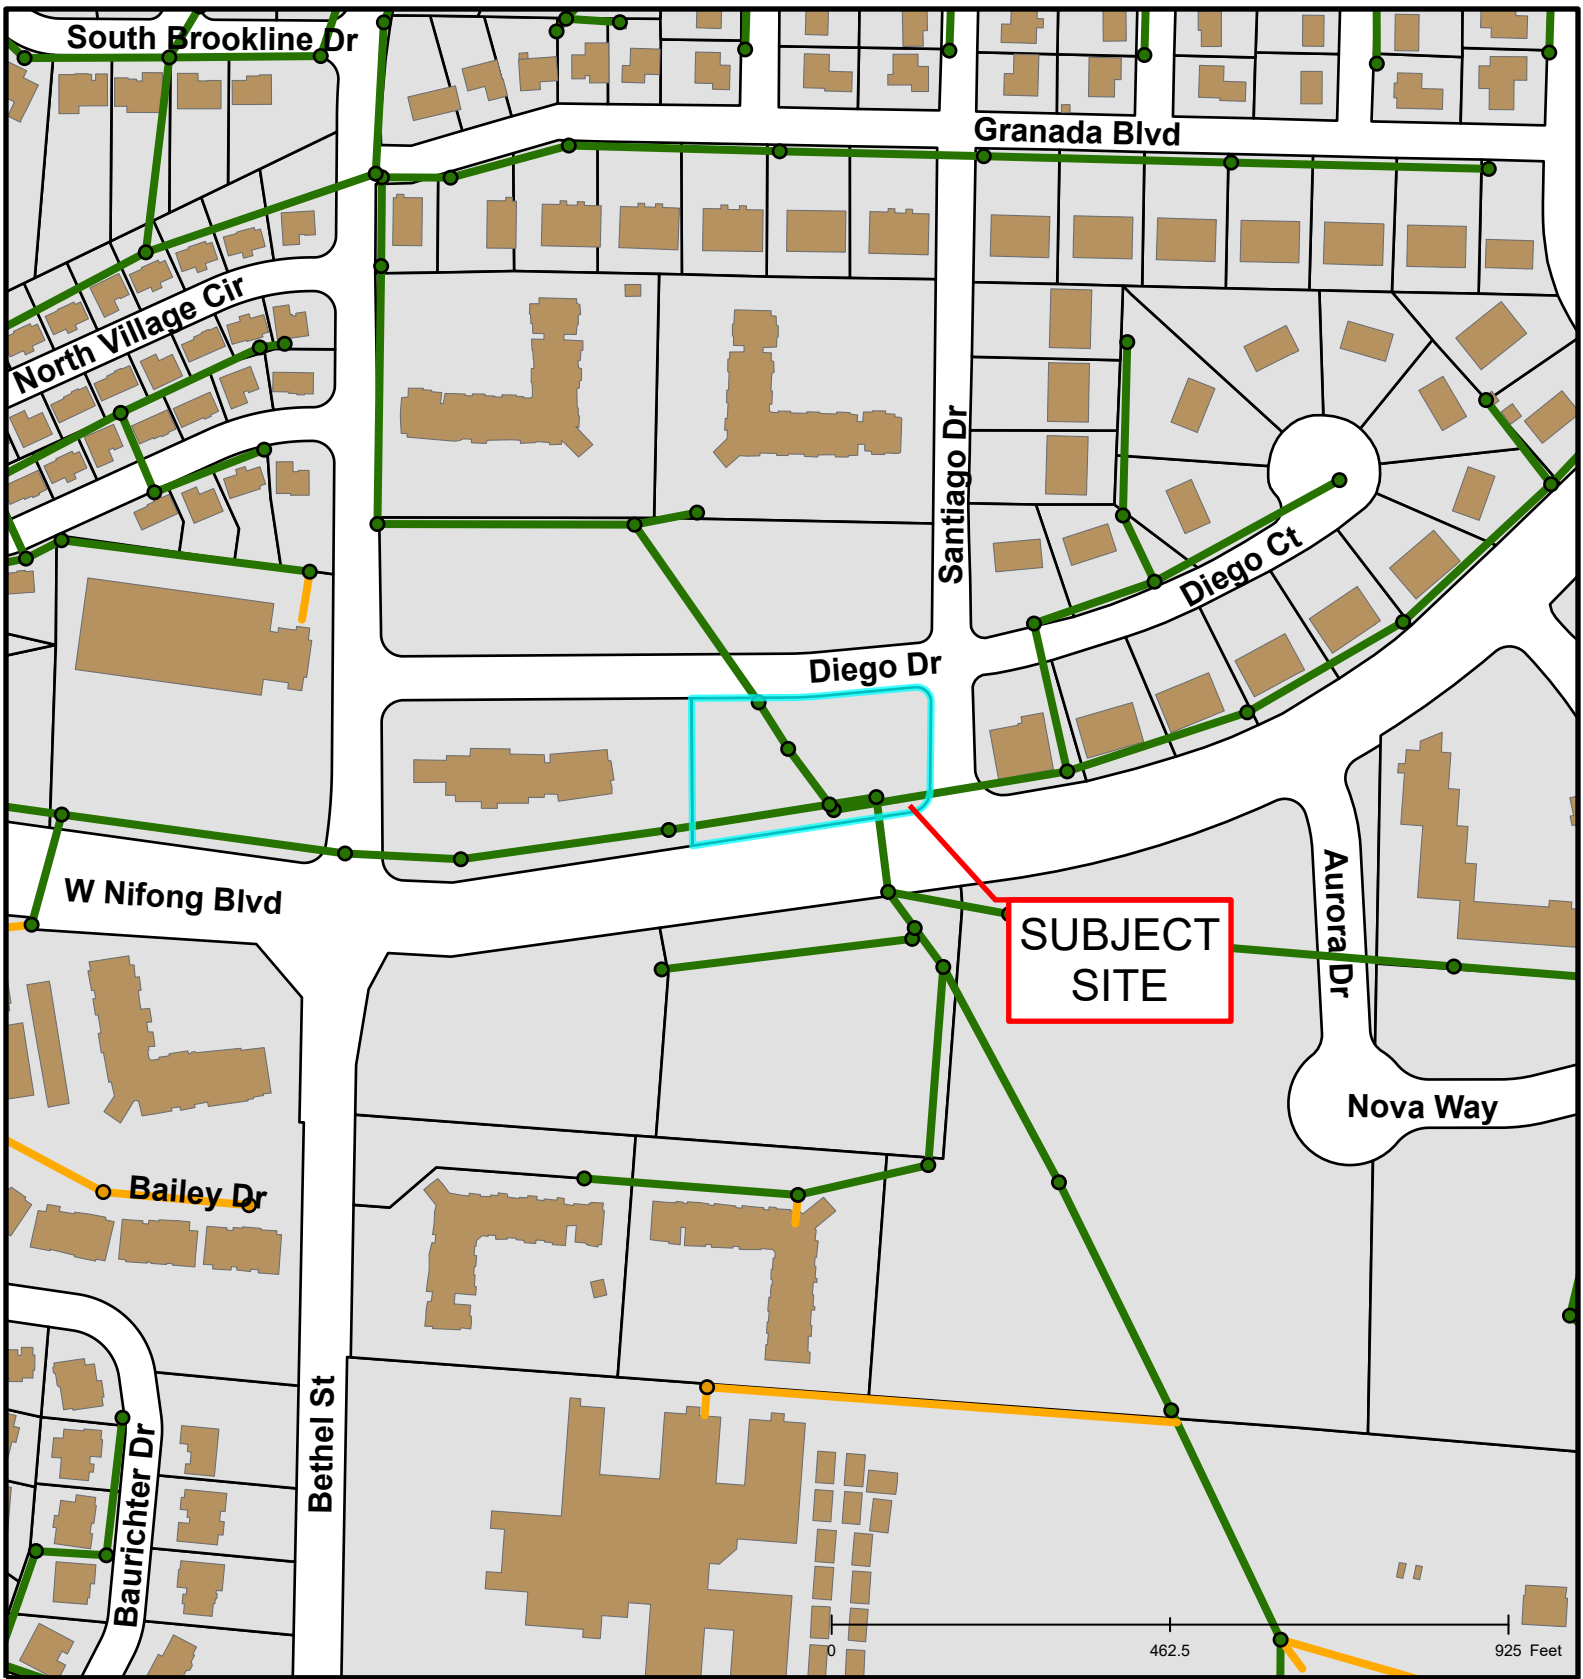 South Brookline Dr
Granada Blvd
North Village Cir
Santiago Dr
Diego Ct
Diego Dr
W Nifong Blvd
Aurora Dr
SUBJECT
SITE
Nova Way
Bailey Dr
Bethel St
Baurichter Dr
0 462.5 925 Feet